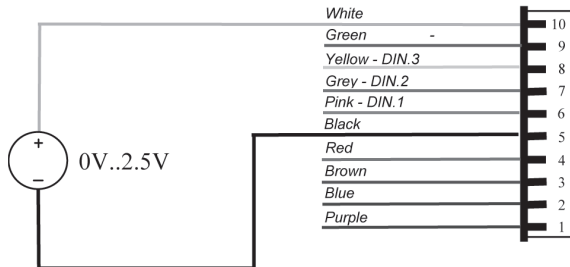 White 10
Green - 9
Yellow - DIN.3 8
Grey - DIN.2 7
Pink - DIN.1 6
Black 5
+ 0V..2.5V Red 4
− Brown 3
Blue 2
Purple 1